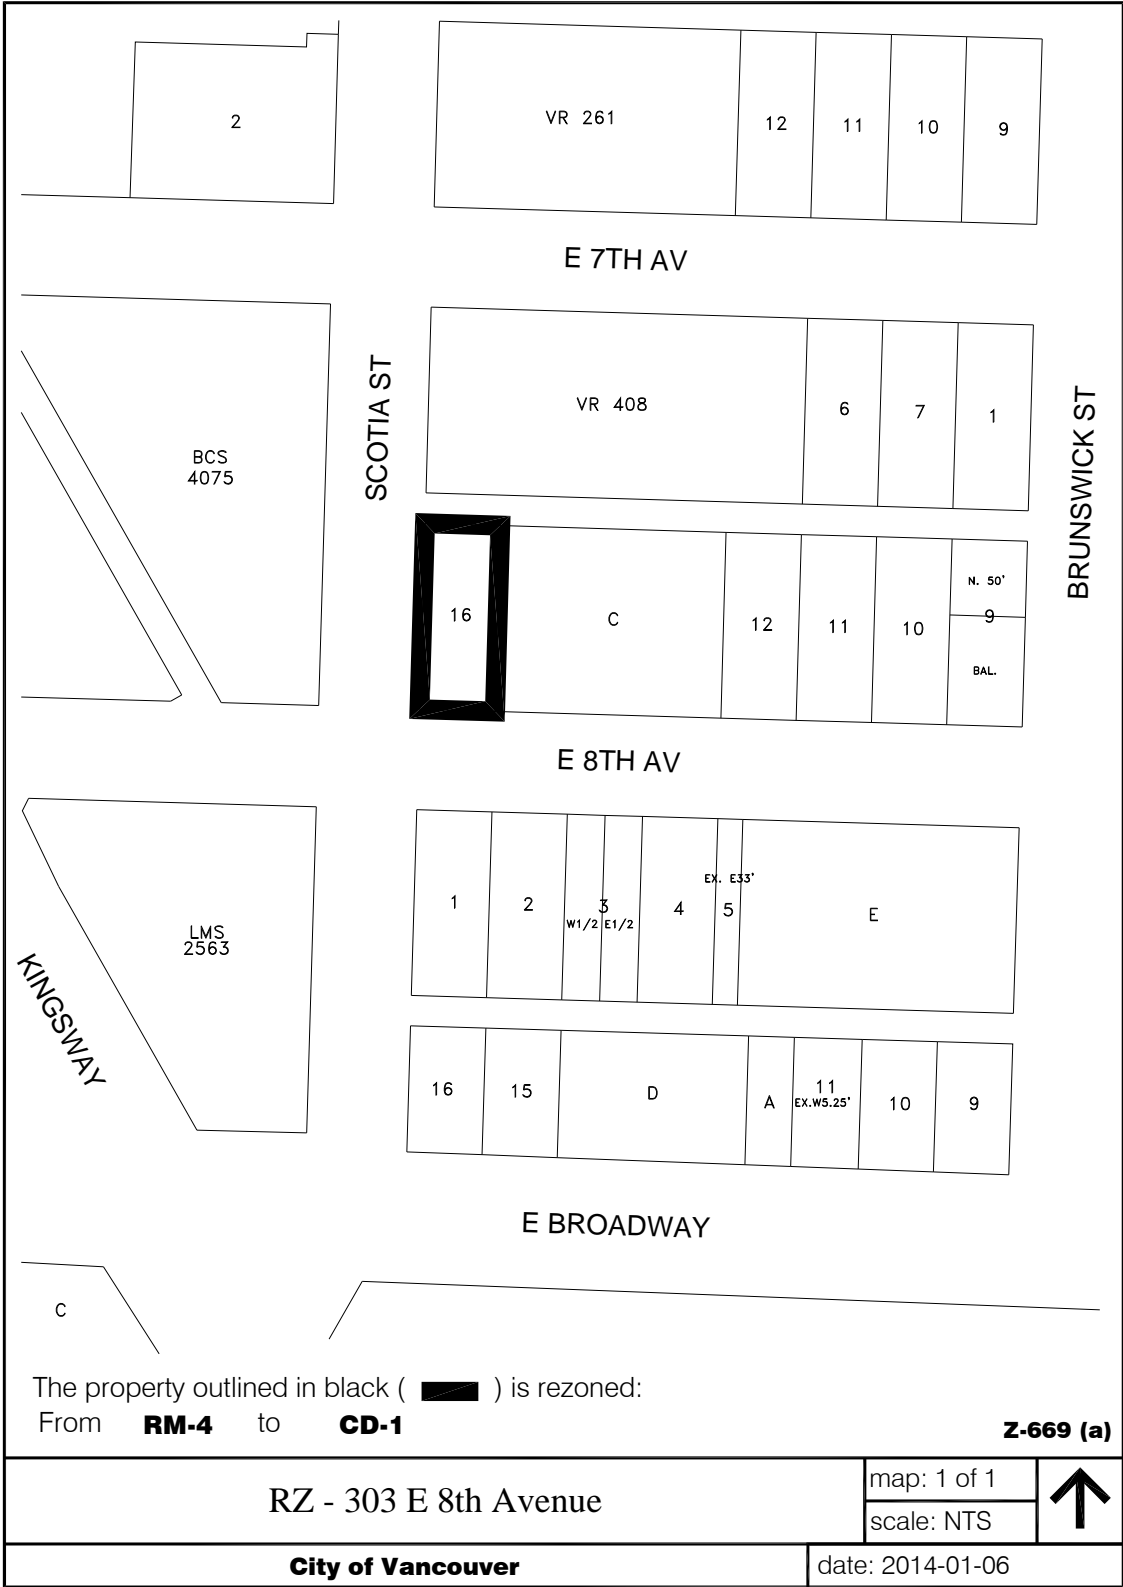 2
VR 261
12
11
10
9
E 7TH AV
SCOTIA ST
VR 408
6
7
1
BRUNSWICK ST
BCS
4075
16
C
12
11
10
N. 50'
9
BAL.
E 8TH AV
1
2
3
W1/2 E1/2
4
EX. E33'
5
E
LMS
2563
KINGSWAY
16
15
D
A
11
EX.W5.25'
10
9
E BROADWAY
C
The property outlined in black ( ) is rezoned:
From RM-4 to CD-1
Z-669 (a)
RZ - 303 E 8th Avenue
map: 1 of 1
scale: NTS
City of Vancouver
date: 2014-01-06